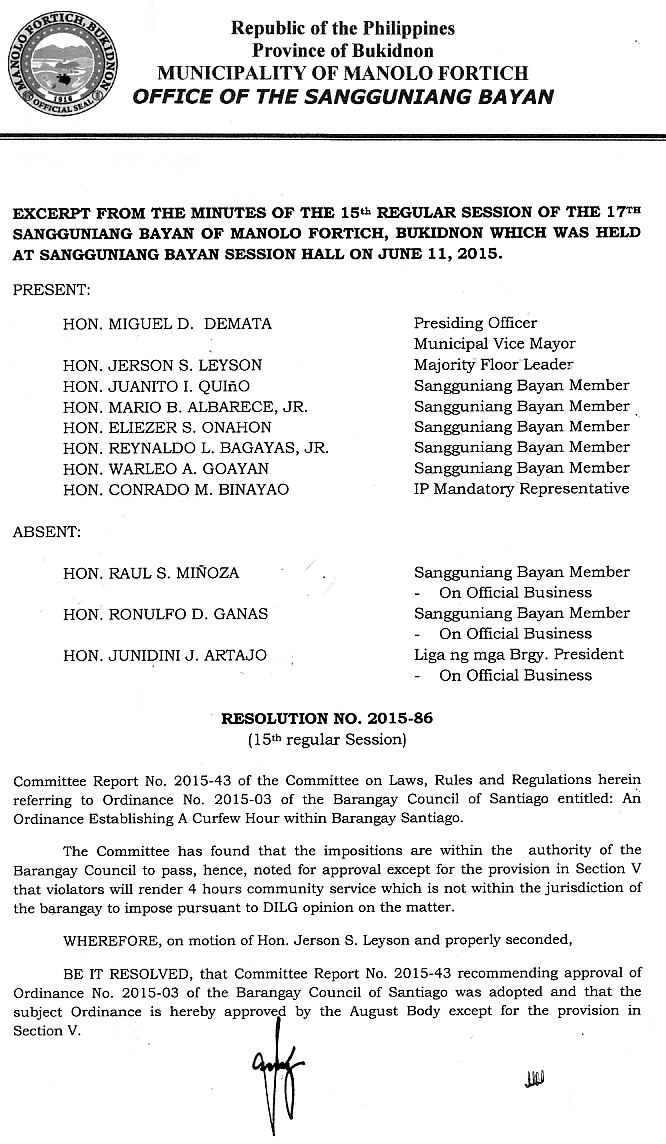 MANOLO FORTICH, BUKIDNON
1916
OFFICIAL SEAL
Republic of the Philippines
Province of Bukidnon
MUNICIPALITY OF MANOLO FORTICH
OFFICE OF THE SANGGUNIANG BAYAN
EXCERPT FROM THE MINUTES OF THE 15th REGULAR SESSION OF THE 17TH
SANGGUNIANG BAYAN OF MANOLO FORTICH, BUKIDNON WHICH WAS HELD
AT SANGGUNIANG BAYAN SESSION HALL ON JUNE 11, 2015.
PRESENT:
HON. MIGUEL D. DEMATA Presiding Officer
Municipal Vice Mayor
HON. JERSON S. LEYSON Majority Floor Leader
HON. JUANITO I. QUIñO Sangguniang Bayan Member
HON. MARIO B. ALBARECE, JR. Sangguniang Bayan Member
HON. ELIEZER S. ONAHON Sangguniang Bayan Member
HON. REYNALDO L. BAGAYAS, JR. Sangguniang Bayan Member
HON. WARLEO A. GOAYAN Sangguniang Bayan Member
HON. CONRADO M. BINAYAO IP Mandatory Representative
ABSENT:
HON. RAUL S. MIÑOZA Sangguniang Bayan Member
- On Official Business
HON. RONULFO D. GANAS Sangguniang Bayan Member
- On Official Business
HON. JUNIDINI J. ARTAJO Liga ng mga Brgy. President
- On Official Business
RESOLUTION NO. 2015-86
(15th regular Session)
Committee Report No. 2015-43 of the Committee on Laws, Rules and Regulations herein
referring to Ordinance No. 2015-03 of the Barangay Council of Santiago entitled: An
Ordinance Establishing A Curfew Hour within Barangay Santiago.
The Committee has found that the impositions are within the authority of the
Barangay Council to pass, hence, noted for approval except for the provision in Section V
that violators will render 4 hours community service which is not within the jurisdiction of
the barangay to impose pursuant to DILG opinion on the matter.
WHEREFORE, on motion of Hon. Jerson S. Leyson and properly seconded,
BE IT RESOLVED, that Committee Report No. 2015-43 recommending approval of
Ordinance No. 2015-03 of the Barangay Council of Santiago was adopted and that the
subject Ordinance is hereby approved by the August Body except for the provision in
Section V.